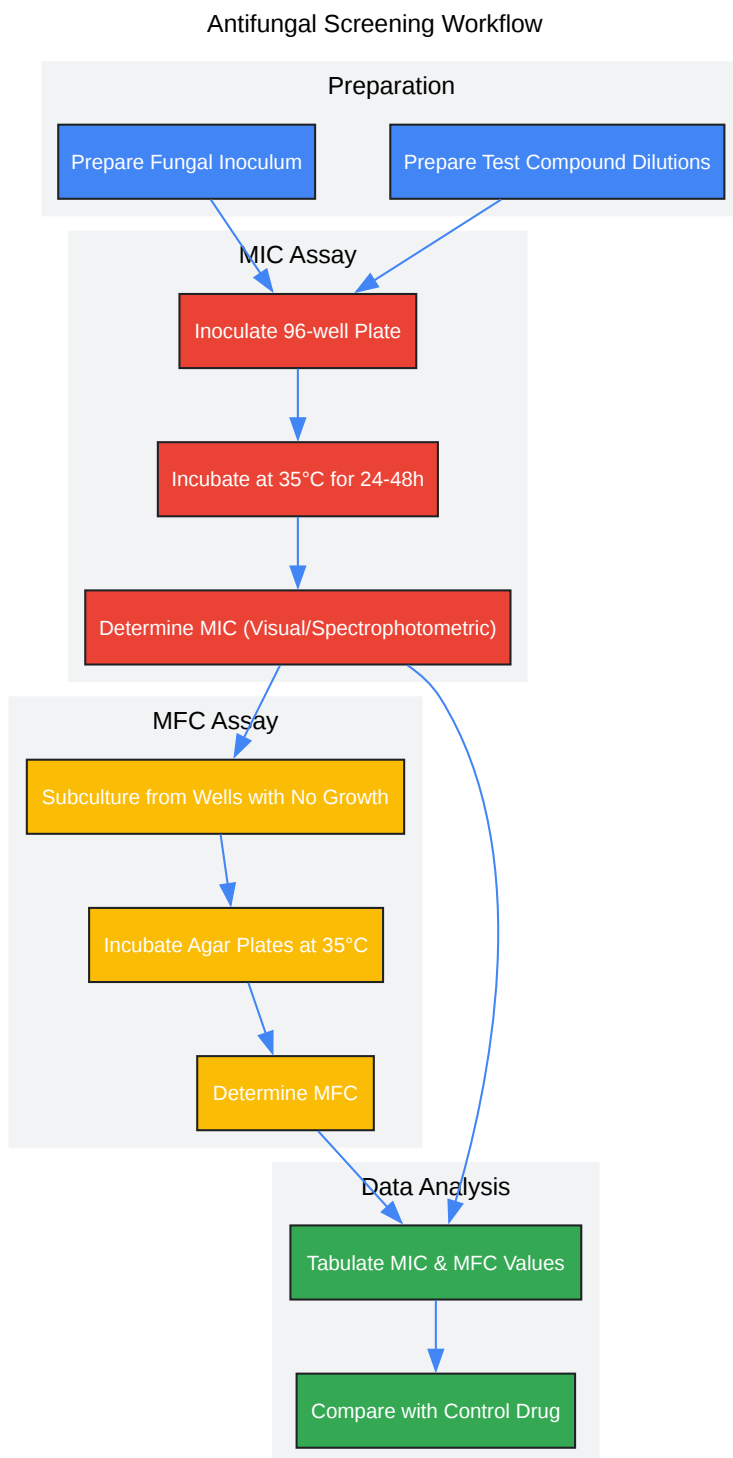 Antifungal Screening Workflow
Preparation
Prepare Fungal Inoculum
Prepare Test Compound Dilutions
MIC Assay
Inoculate 96-well Plate
Incubate at 35°C for 24-48h
Determine MIC (Visual/Spectrophotometric)
MFC Assay
Subculture from Wells with No Growth
Incubate Agar Plates at 35°C
Determine MFC
Data Analysis
Tabulate MIC & MFC Values
Compare with Control Drug